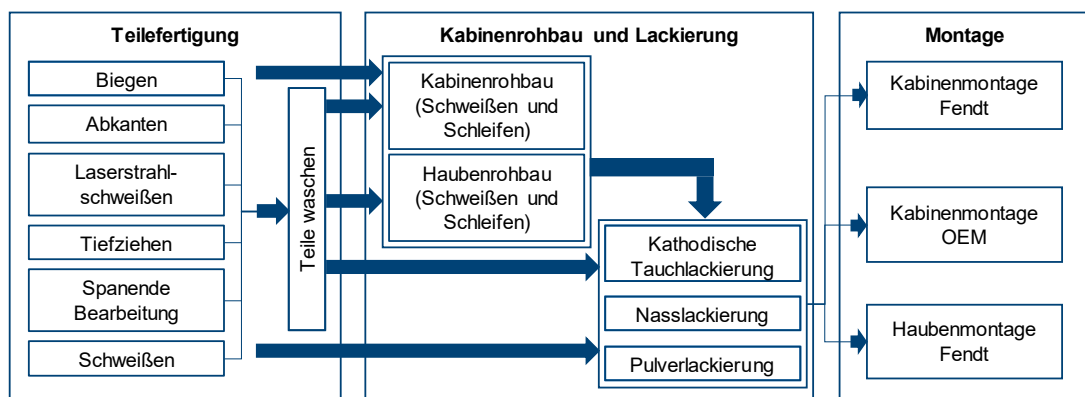 Teilefertigung
Biegen
Abkanten
Laserstrahl-
schweißen
Tiefziehen
Spanende
Bearbeitung
Schweißen
Teile waschen
Kabinenrohbau und Lackierung
Kabinenrohbau
(Schweißen und
Schleifen)
Haubenrohbau
(Schweißen und
Schleifen)
Kathodische
Tauchlackierung
Nasslackierung
Pulverlackierung
Montage
Kabinenmontage
Fendt
Kabinenmontage
OEM
Haubenmontage
Fendt